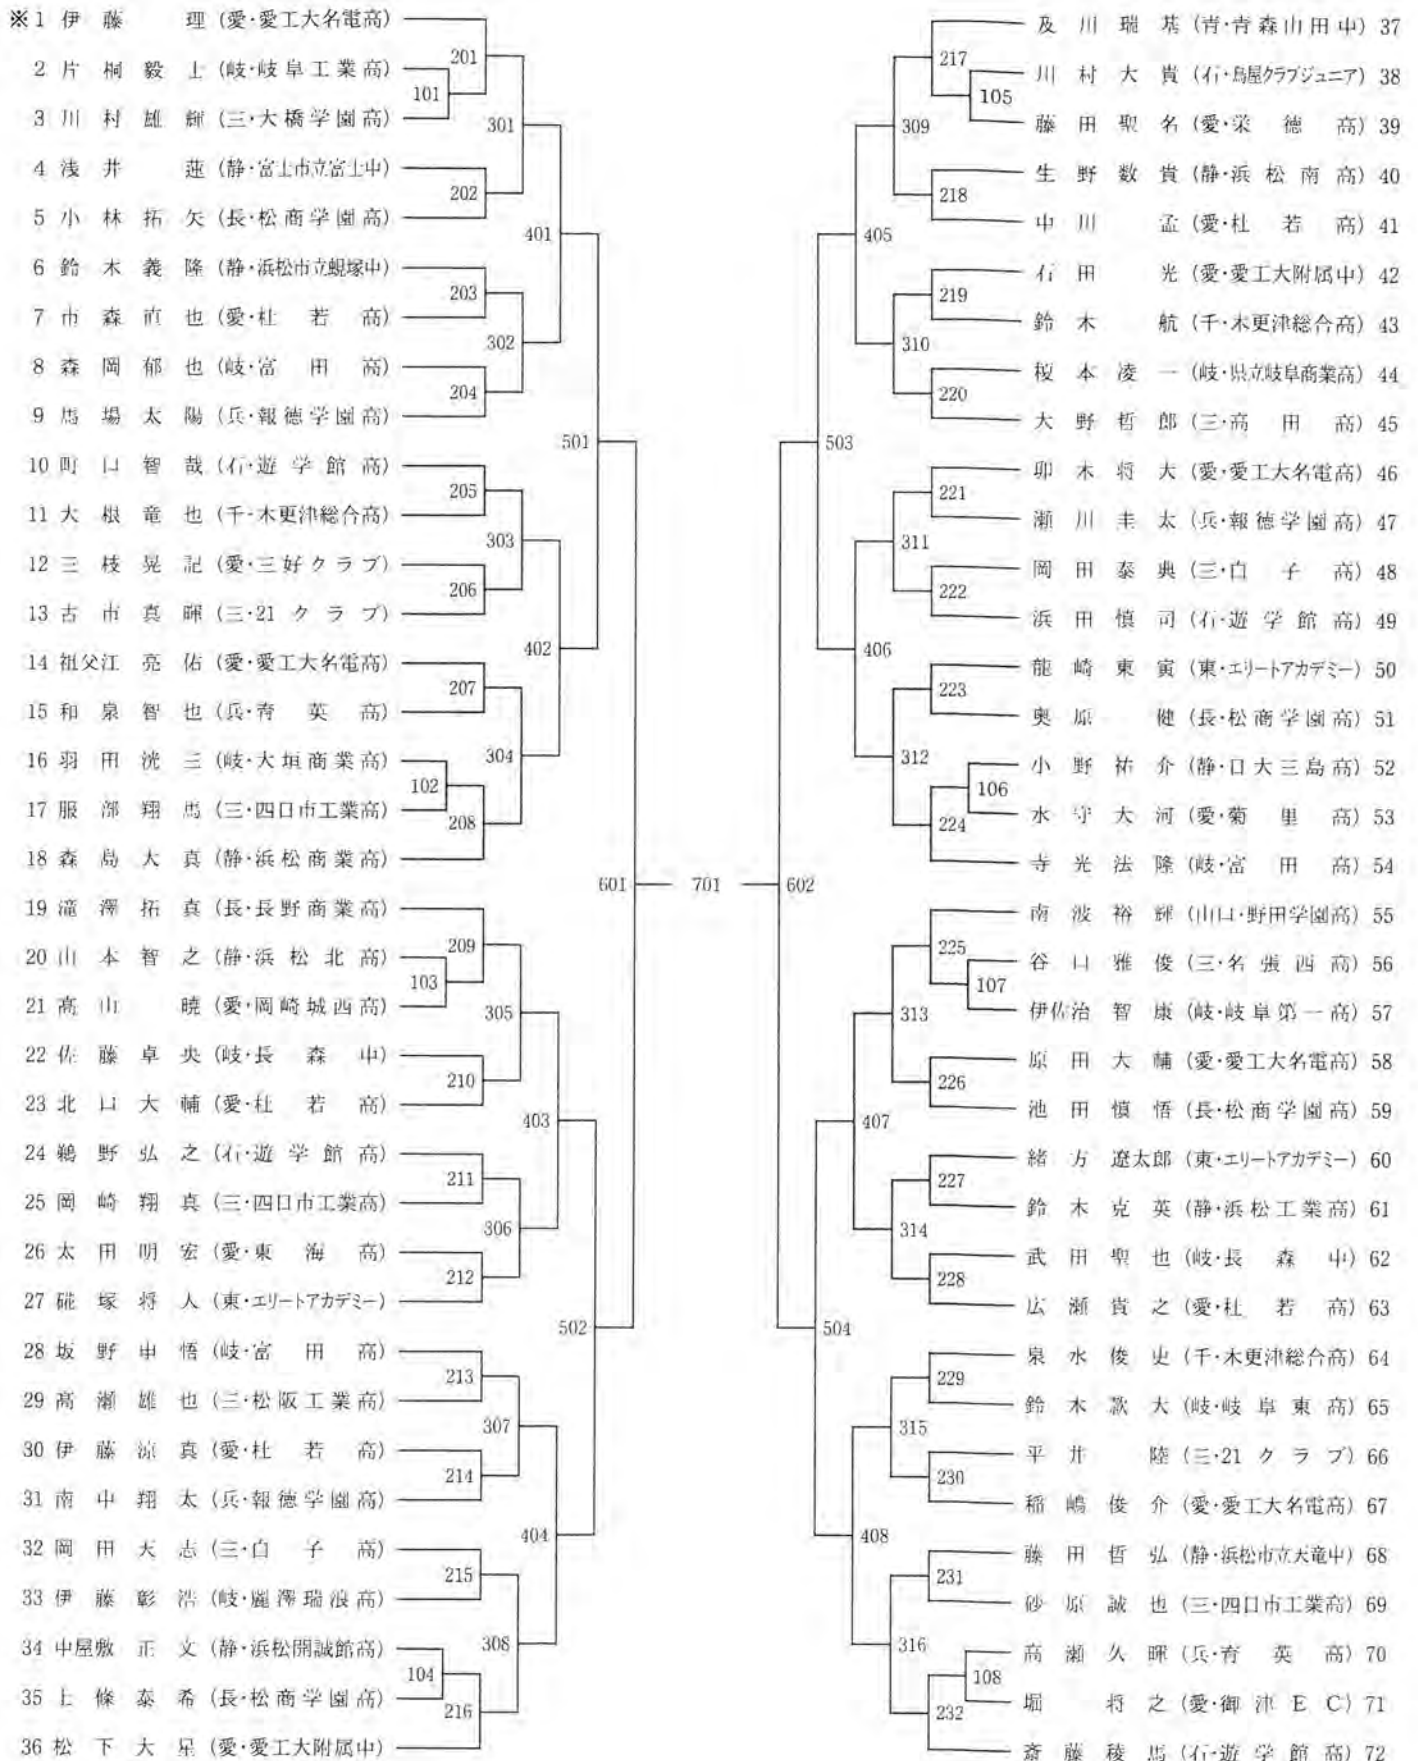 ※1 伊藤 理 (愛・愛工大名電高)
2 片桐毅士 (岐・岐阜工業高)
3 川村雄輝 (三・大橋学園高)
4 浅井 蓮 (静・富士市立富士中)
5 小林拓矢 (長・松商学園高)
6 鈴木義隆 (静・浜松市立蜆塚中)
7 市森直也 (愛・杜若高)
8 森岡郁也 (岐・富田高)
9 馬場太陽 (兵・報徳学園高)
10 町口智哉 (石・遊学館高)
11 大根竜也 (千・木更津総合高)
12 三枝晃記 (愛・三好クラブ)
13 古市真暉 (三・21クラブ)
14 祖父江亮佑 (愛・愛工大名電高)
15 和泉智也 (兵・育英高)
16 羽田洸三 (岐・大垣商業高)
17 服部翔馬 (三・四日市工業高)
18 森島大真 (静・浜松商業高)
19 滝澤拓真 (長・長野商業高)
20 山本智之 (静・浜松北高)
21 髙山 暁 (愛・岡崎城西高)
22 佐藤卓央 (岐・長森中)
23 北口大輔 (愛・杜若高)
24 鵜野弘之 (石・遊学館高)
25 岡崎翔真 (三・四日市工業高)
26 太田明宏 (愛・東海高)
27 硴塚将人 (東・エリートアカデミー)
28 坂野申悟 (岐・富田高)
29 髙瀬雄也 (三・松阪工業高)
30 伊藤涼真 (愛・杜若高)
31 南中翔太 (兵・報徳学園高)
32 岡田大志 (三・白子高)
33 伊藤彰浩 (岐・麗澤瑞浪高)
34 中屋敷正文 (静・浜松開誠館高)
35 上條泰希 (長・松商学園高)
36 松下大星 (愛・愛工大附属中)
101
102
103
104
201
202
203
204
205
206
207
208
209
210
211
212
213
214
215
216
301
302
303
304
305
306
307
308
401
402
403
404
501
502
601
701
602
503
504
405
406
407
408
309
310
311
312
313
314
315
316
217
218
219
220
221
222
223
224
225
226
227
228
229
230
231
232
105
106
107
108
及川瑞基 (青・青森山田中) 37
川村大貴 (石・鳥屋クラブジュニア) 38
藤田聖名 (愛・栄徳高) 39
生野数貴 (静・浜松南高) 40
中川 孟 (愛・杜若高) 41
石田 光 (愛・愛工大附属中) 42
鈴木 航 (千・木更津総合高) 43
桜本凌一 (岐・県立岐阜商業高) 44
大野哲郎 (三・高田高) 45
卯木将大 (愛・愛工大名電高) 46
瀬川圭太 (兵・報徳学園高) 47
岡田泰典 (三・白子高) 48
浜田慎司 (石・遊学館高) 49
龍崎東寅 (東・エリートアカデミー) 50
奥原 健 (長・松商学園高) 51
小野祐介 (静・日大三島高) 52
水守大河 (愛・菊里高) 53
寺光法隆 (岐・富田高) 54
南波裕輝 (山口・野田学園高) 55
谷口雅俊 (三・名張西高) 56
伊佐治智康 (岐・岐阜第一高) 57
原田大輔 (愛・愛工大名電高) 58
池田慎悟 (長・松商学園高) 59
緒方遼太郎 (東・エリートアカデミー) 60
鈴木克英 (静・浜松工業高) 61
武田聖也 (岐・長森中) 62
広瀬貴之 (愛・杜若高) 63
泉水俊史 (千・木更津総合高) 64
鈴木歌大 (岐・岐阜東高) 65
平井 陸 (三・21クラブ) 66
稲嶋俊介 (愛・愛工大名電高) 67
藤田哲弘 (静・浜松市立天竜中) 68
砂原誠也 (三・四日市工業高) 69
高瀬久暉 (兵・育英高) 70
堀 将之 (愛・御津EC) 71
斎藤稜馬 (石・遊学館高) 72